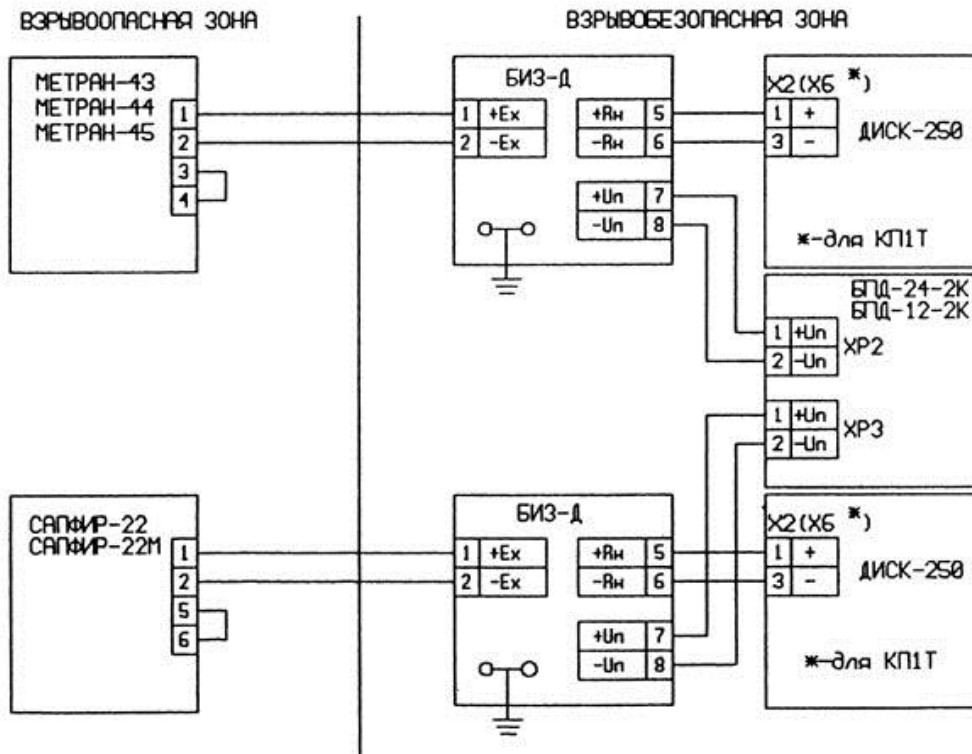 ВЗРЫВООПАСНАЯ ЗОНА
ВЗРЫВОБЕЗОПАСНАЯ ЗОНА
МЕТРАН-43
МЕТРАН-44
МЕТРАН-45
1
2
3
4
БИЗ-Д
1 +Ex
2 -Ex
+Rн 5
-Rн 6
+Uп 7
-Uп 8
X2(X6 *)
1 +
3 -
ДИСК-250
*-для КП1Т
БПД-24-2К
БПД-12-2К
1 +Uп
2 -Uп
XP2
1 +Uп
2 -Uп
XP3
САПФИР-22
САПФИР-22М
1
2
5
6
БИЗ-Д
1 +Ex
2 -Ex
+Rн 5
-Rн 6
+Uп 7
-Uп 8
X2(X6 *)
1 +
3 -
ДИСК-250
*-для КП1Т